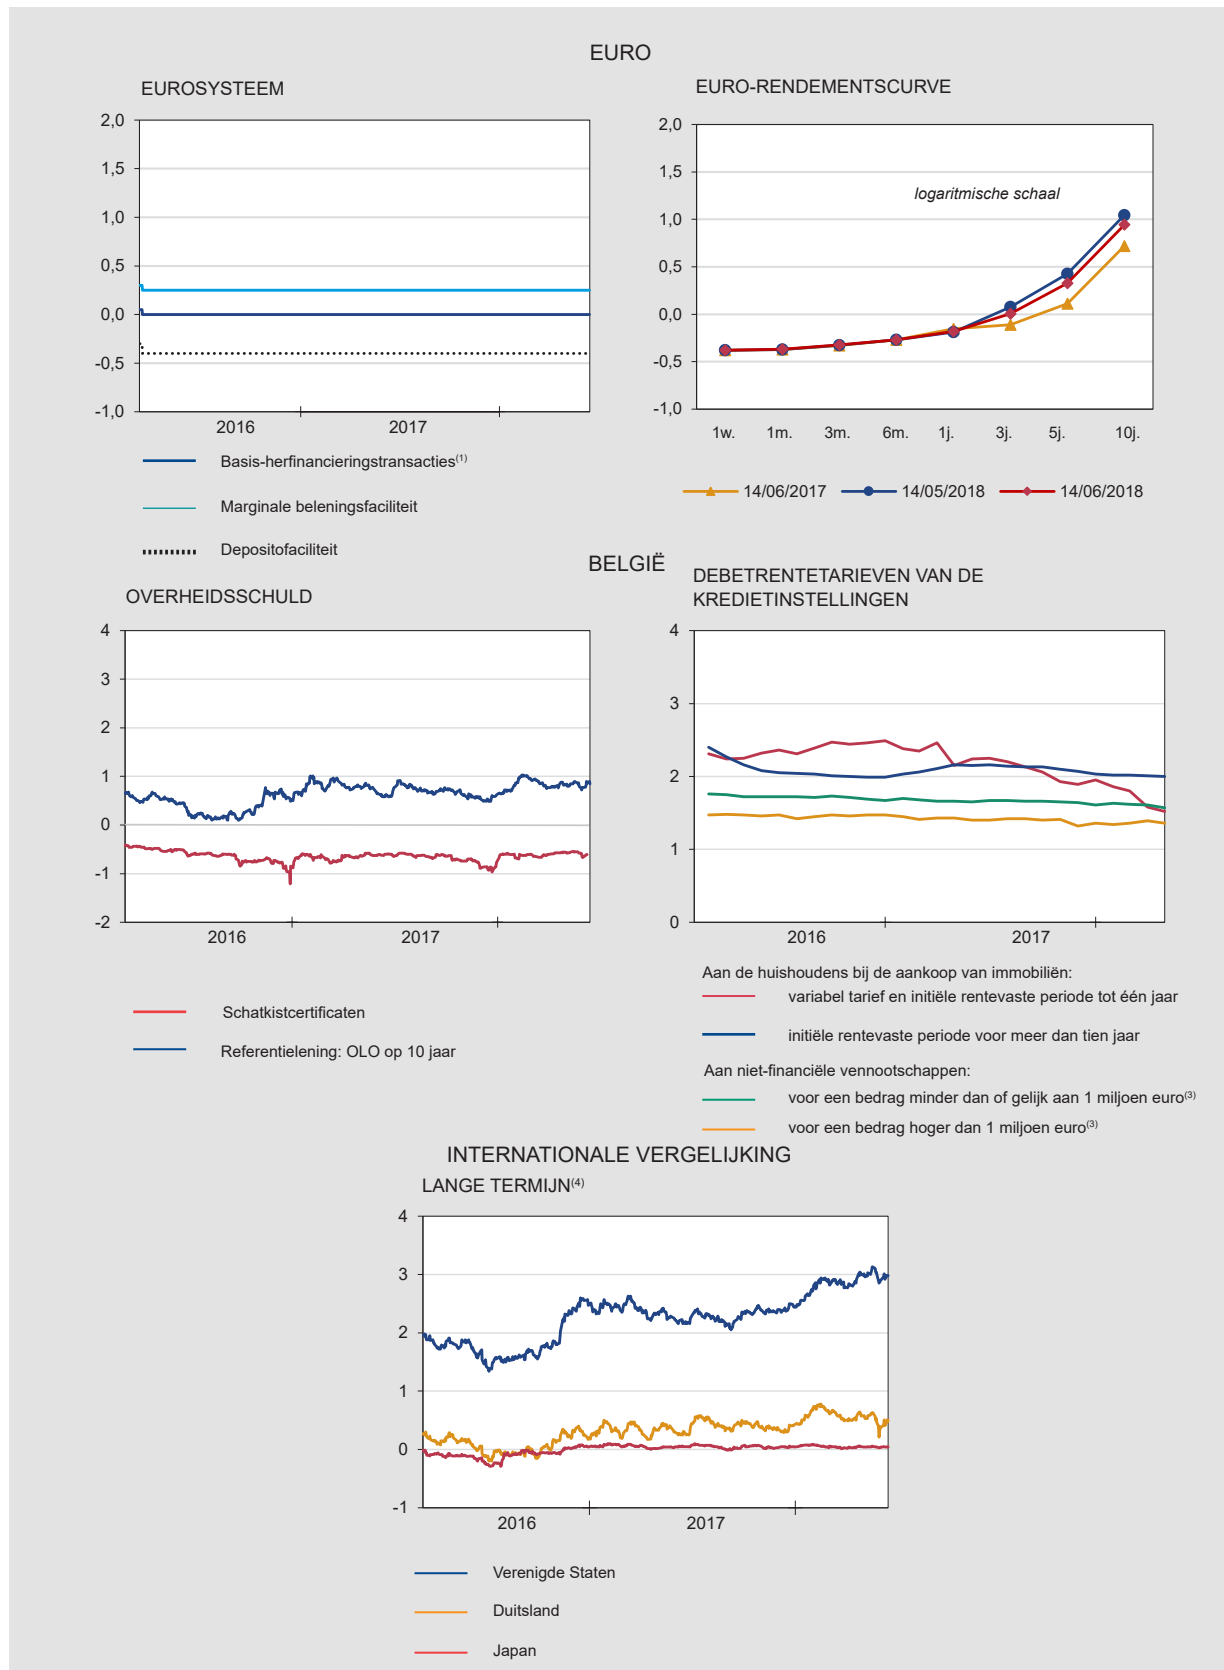 EURO
EUROSYSTEEM
2,0
1,5
1,0
0,5
0,0
-0,5
-1,0
2016 2017
Basis-herfinancieringstransacties(1)
Marginale beleningsfaciliteit
Depositofaciliteit
EURO-RENDEMENTSCURVE
2,0
1,5
1,0
0,5
0,0
-0,5
-1,0
logaritmische schaal
1w. 1m. 3m. 6m. 1j. 3j. 5j. 10j.
14/06/2017 14/05/2018 14/06/2018
BELGIË
OVERHEIDSSCHULD
4
3
2
1
0
-1
-2
2016 2017
Schatkistcertificaten
Referentielening: OLO op 10 jaar
DEBETRENTETARIEVEN VAN DE
KREDIETINSTELLINGEN
4
3
2
1
0
2016 2017
Aan de huishoudens bij de aankoop van immobiliën:
variabel tarief en initiële rentevaste periode tot één jaar
initiële rentevaste periode voor meer dan tien jaar
Aan niet-financiële vennootschappen:
voor een bedrag minder dan of gelijk aan 1 miljoen euro(3)
voor een bedrag hoger dan 1 miljoen euro(3)
INTERNATIONALE VERGELIJKING
LANGE TERMIJN(4)
4
3
2
1
0
-1
2016 2017
Verenigde Staten
Duitsland
Japan